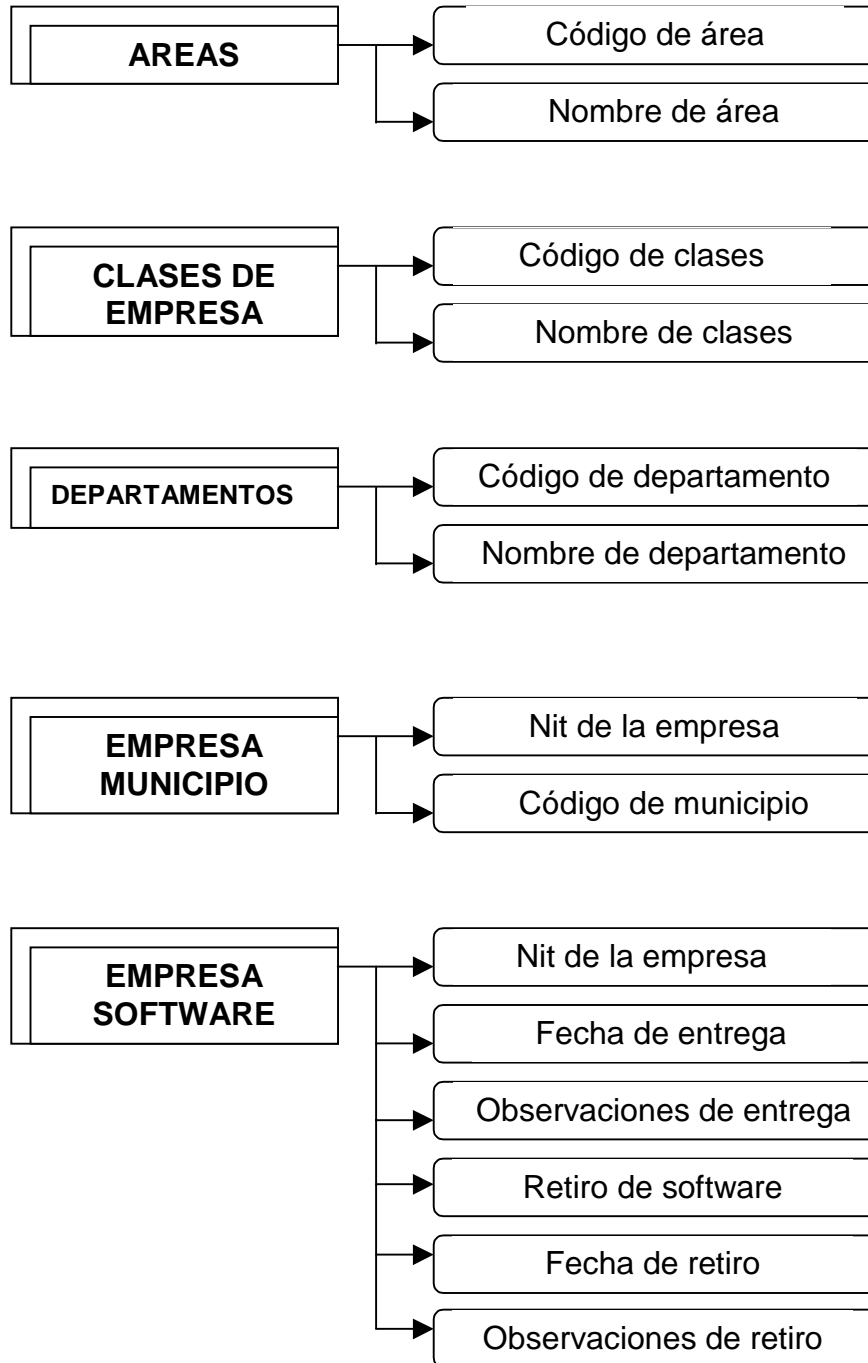 AREAS
Código de área
Nombre de área
CLASES DE
EMPRESA
Código de clases
Nombre de clases
DEPARTAMENTOS
Código de departamento
Nombre de departamento
EMPRESA
MUNICIPIO
Nit de la empresa
Código de municipio
EMPRESA
SOFTWARE
Nit de la empresa
Fecha de entrega
Observaciones de entrega
Retiro de software
Fecha de retiro
Observaciones de retiro